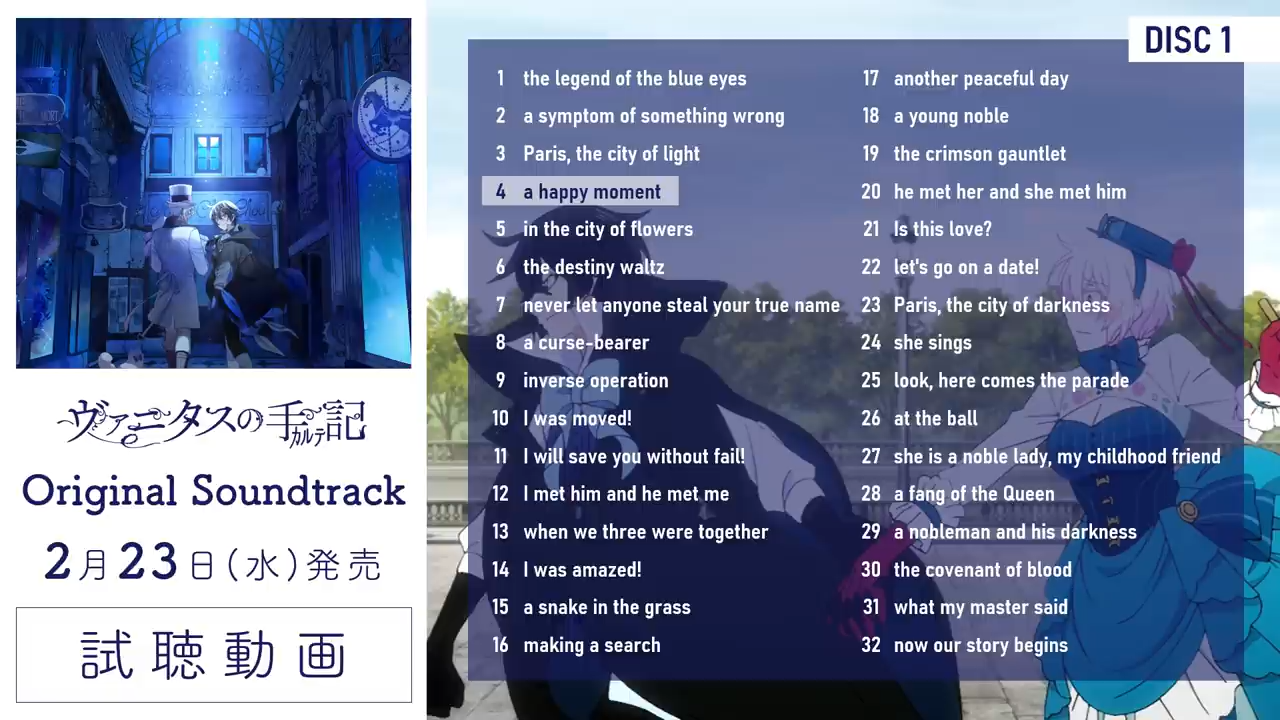 ヴァニタスの手記
カルテ
Original Soundtrack
2月23日(水)発売
試聴動画
DISC 1
1 the legend of the blue eyes
2 a symptom of something wrong
3 Paris, the city of light
4 a happy moment
5 in the city of flowers
6 the destiny waltz
7 never let anyone steal your true name
8 a curse-bearer
9 inverse operation
10 I was moved!
11 I will save you without fail!
12 I met him and he met me
13 when we three were together
14 I was amazed!
15 a snake in the grass
16 making a search
17 another peaceful day
18 a young noble
19 the crimson gauntlet
20 he met her and she met him
21 Is this love?
22 let's go on a date!
23 Paris, the city of darkness
24 she sings
25 look, here comes the parade
26 at the ball
27 she is a noble lady, my childhood friend
28 a fang of the Queen
29 a nobleman and his darkness
30 the covenant of blood
31 what my master said
32 now our story begins